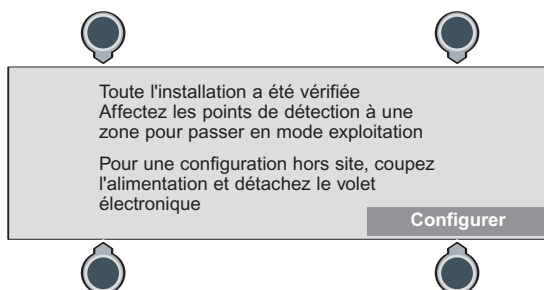 Toute l'installation a été vérifiée
Affectez les points de détection à une
zone pour passer en mode exploitation
Pour une configuration hors site, coupez
l'alimentation et détachez le volet
électronique
Configurer